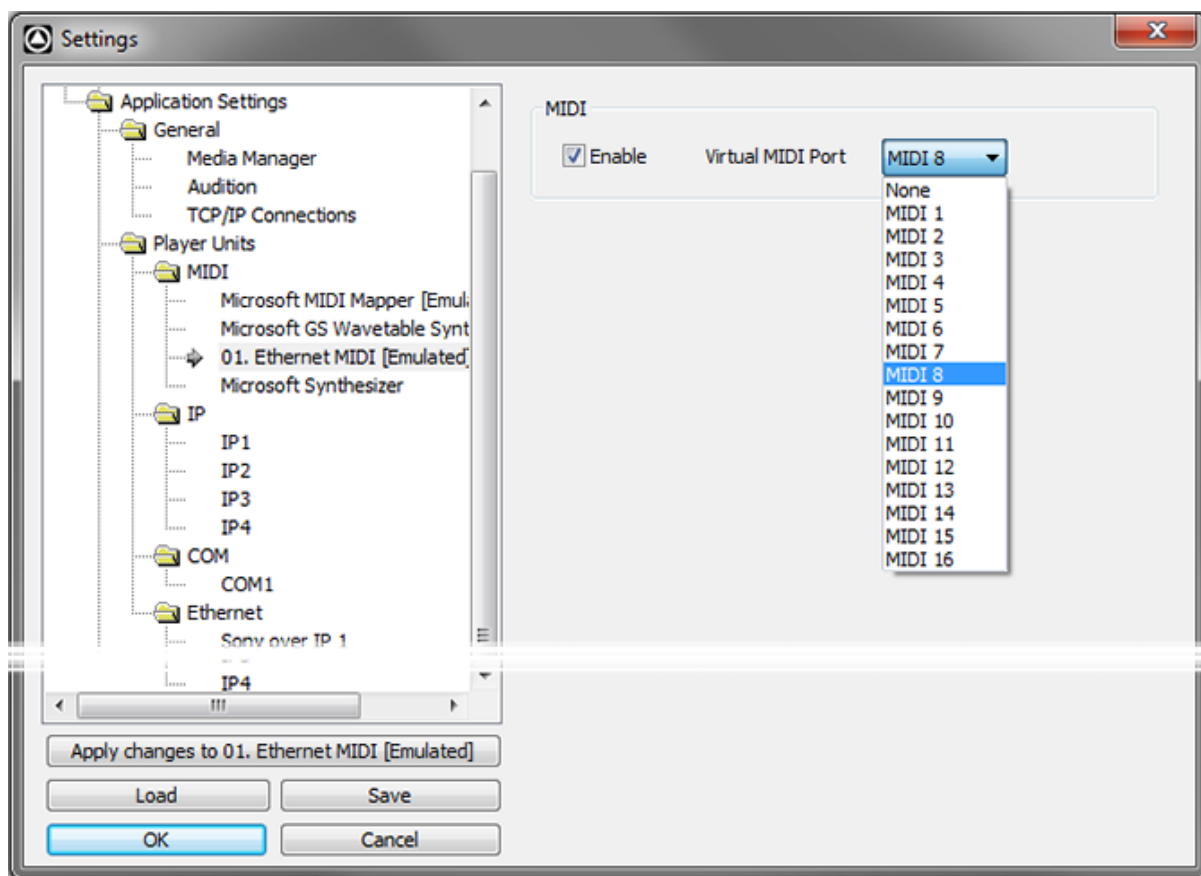 Settings
Application Settings
General
Media Manager
Audition
TCP/IP Connections
Player Units
MIDI
Microsoft MIDI Mapper [Emul
Microsoft GS Wavetable Synt
01. Ethernet MIDI [Emulated]
Microsoft Synthesizer
IP
IP1
IP2
IP3
IP4
COM
COM1
Ethernet
Sony over IP 1
IP4
Apply changes to 01. Ethernet MIDI [Emulated]
Load Save
OK Cancel
MIDI
Enable Virtual MIDI Port MIDI 8
None
MIDI 1
MIDI 2
MIDI 3
MIDI 4
MIDI 5
MIDI 6
MIDI 7
MIDI 8
MIDI 9
MIDI 10
MIDI 11
MIDI 12
MIDI 13
MIDI 14
MIDI 15
MIDI 16